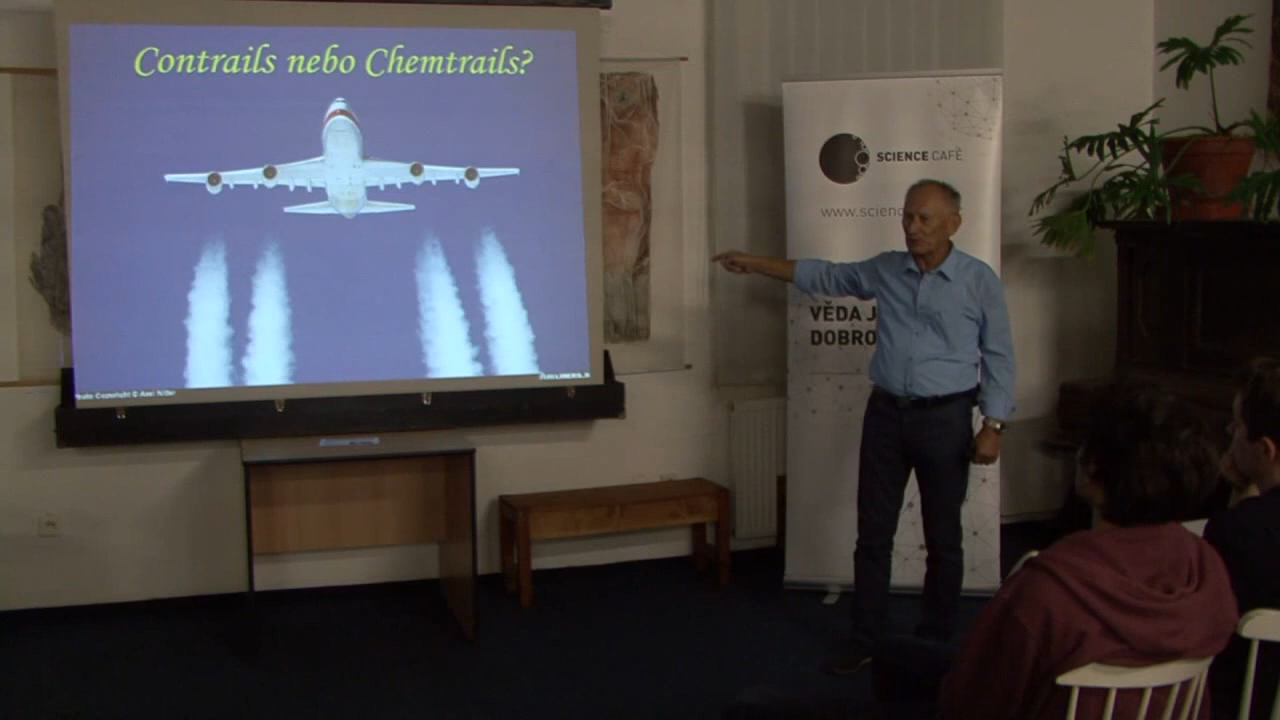 Contrails nebo Chemtrails?
SCIENCE CAFÉ
www.scienc
VĚDA J
DOBRO